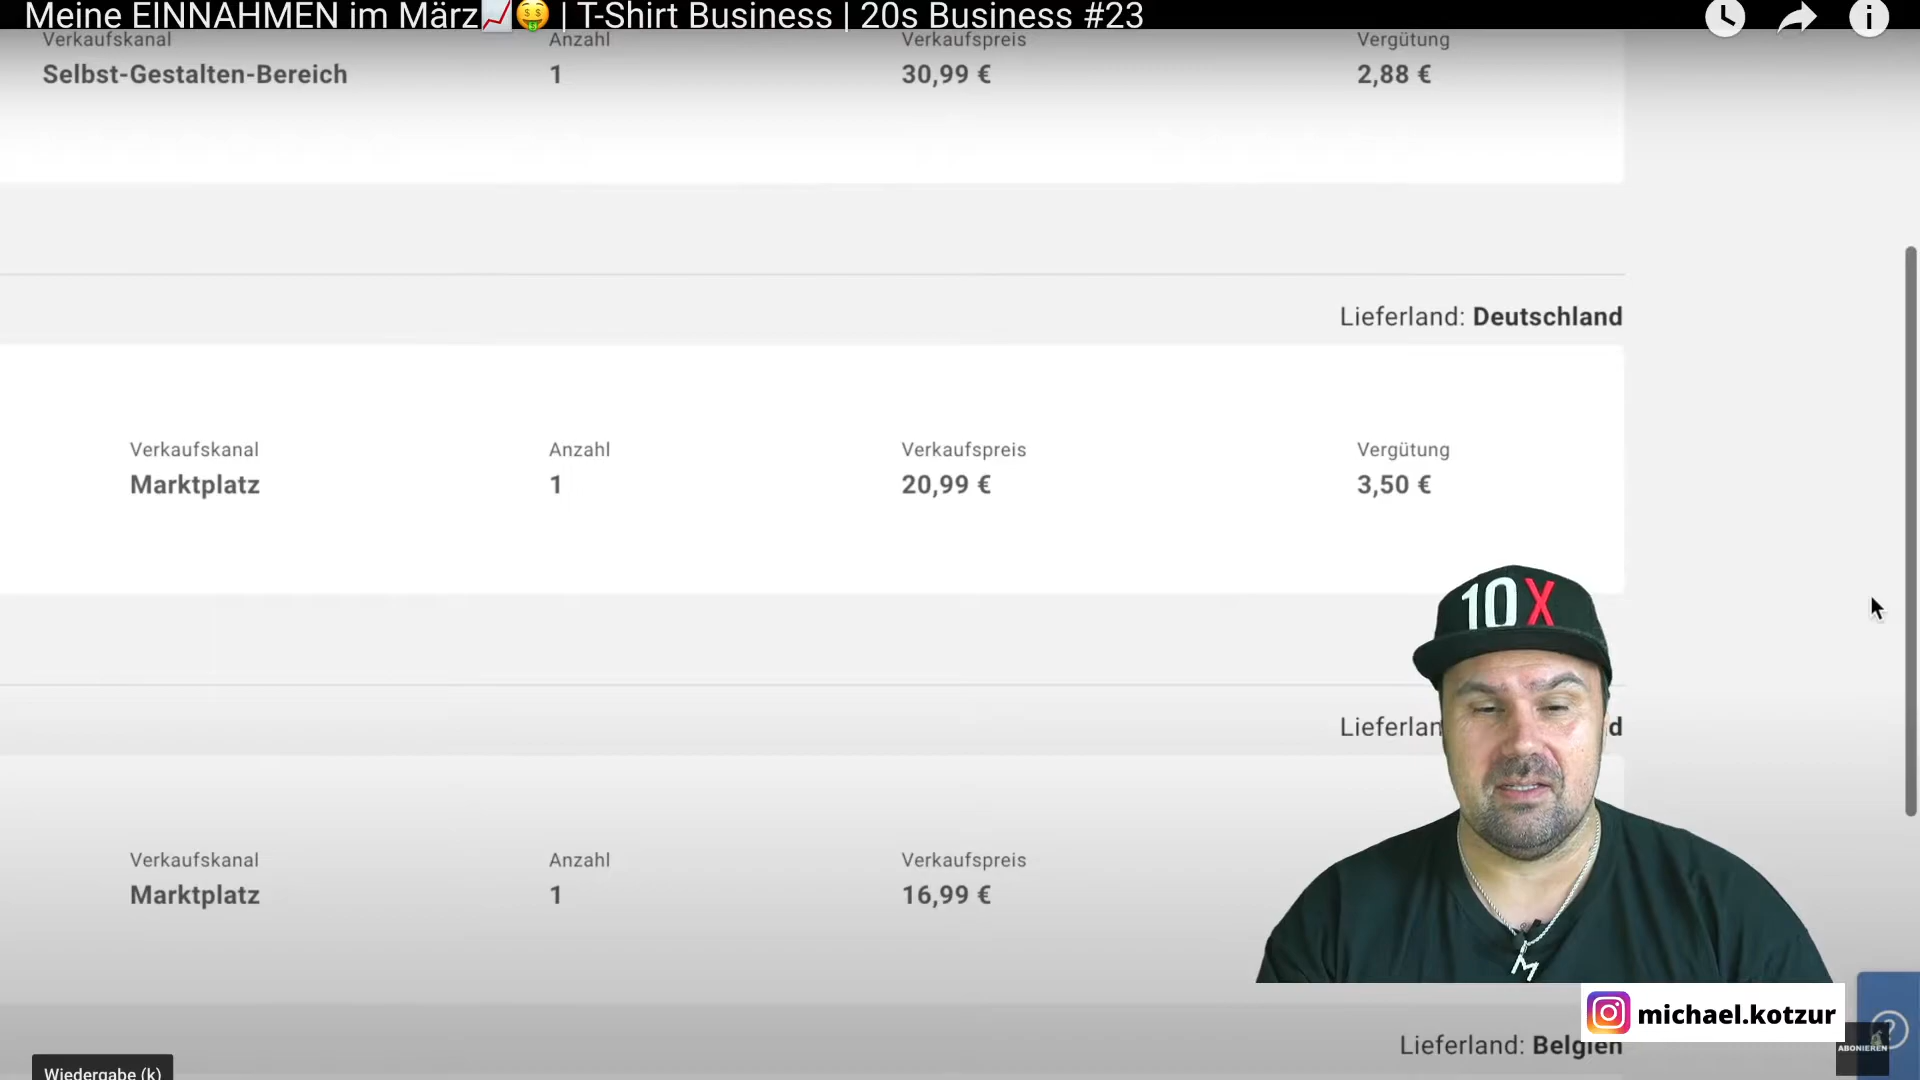 Meine EINNAHMEN im März📈🤑 | T-Shirt Business | 20s Business #23
Verkaufskanal Anzahl Verkaufspreis Vergütung
Selbst-Gestalten-Bereich 1 30,99 € 2,88 €
Lieferland: Deutschland
Verkaufskanal Anzahl Verkaufspreis Vergütung
Marktplatz 1 20,99 € 3,50 €
10X
Lieferlan d
Verkaufskanal Anzahl Verkaufspreis
Marktplatz 1 16,99 €
M
michael.kotzur
?
Lieferland: Belgien
ABONIEREN
Wiedergabe (k)